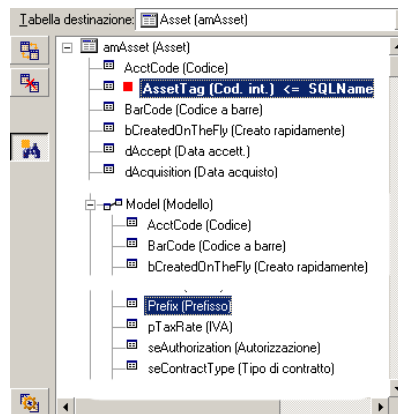 Tabella destinazione: Asset (amAsset)
amAsset (Asset)
AcctCode (Codice)
AssetTag (Cod. int.) <= SQLName
BarCode (Codice a barre)
bCreatedOnTheFly (Creato rapidamente)
dAccept (Data accett.)
dAcquisition (Data acquisto)
Model (Modello)
AcctCode (Codice)
BarCode (Codice a barre)
bCreatedOnTheFly (Creato rapidamente)
Prefix (Prefisso)
pTaxRate (IVA)
seAuthorization (Autorizzazione)
seContractType (Tipo di contratto)